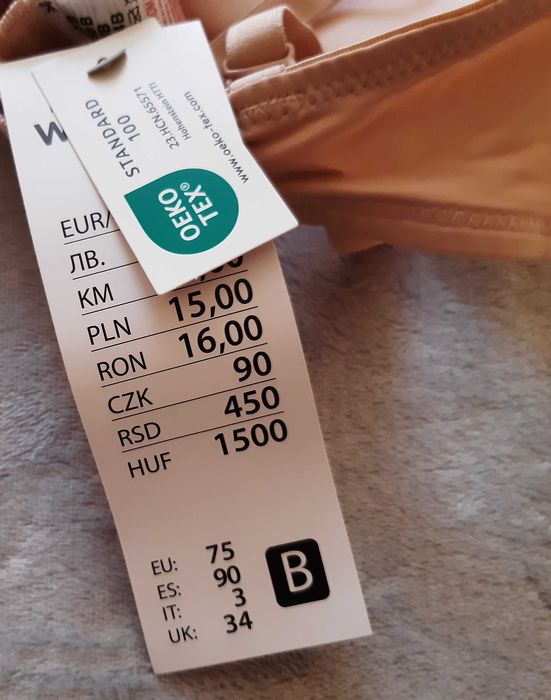 STANDARD
100
23.HCN.65571
Hohenstein HTTI
www.oeko-tex.com
OEKO
TEX®
EUR/
ЛВ.
KM
PLN 15,00
RON 16,00
CZK 90
RSD 450
HUF 1500
EU: 75
ES: 90
IT: 3
UK: 34
B